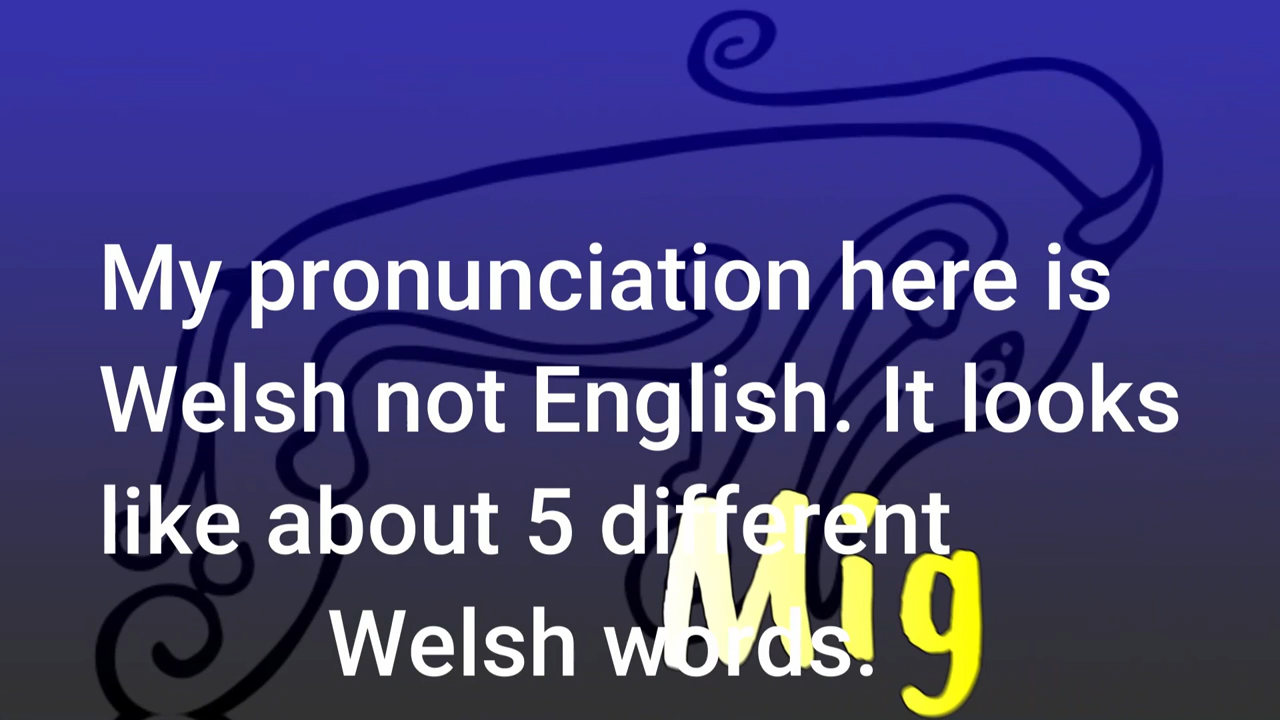 My pronunciation here is
Welsh not English. It looks
like about 5 different
Welsh words.
Mig